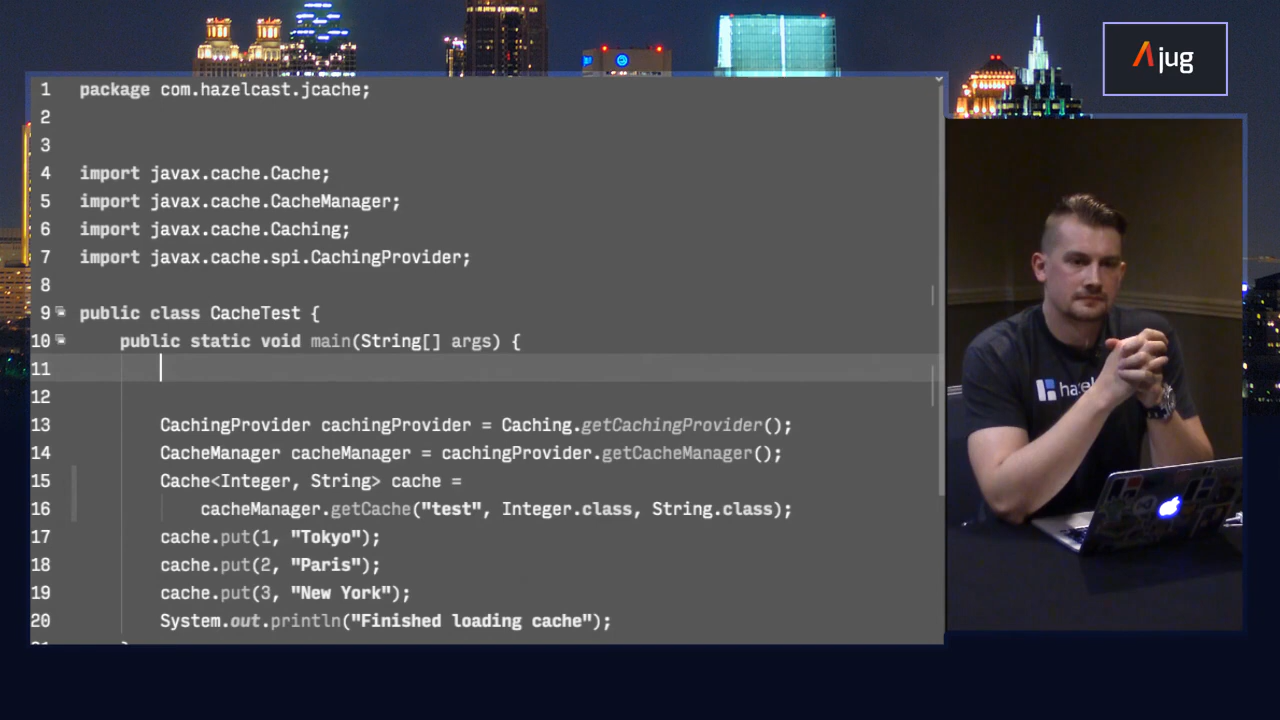 Ajug
1 package com.hazelcast.jcache;
2
3
4 import javax.cache.Cache;
5 import javax.cache.CacheManager;
6 import javax.cache.Caching;
7 import javax.cache.spi.CachingProvider;
8
9 public class CacheTest {
10 public static void main(String[] args) {
11
12
13 CachingProvider cachingProvider = Caching.getCachingProvider();
14 CacheManager cacheManager = cachingProvider.getCacheManager();
15 Cache<Integer, String> cache =
16 cacheManager.getCache("test", Integer.class, String.class);
17 cache.put(1, "Tokyo");
18 cache.put(2, "Paris");
19 cache.put(3, "New York");
20 System.out.println("Finished loading cache");